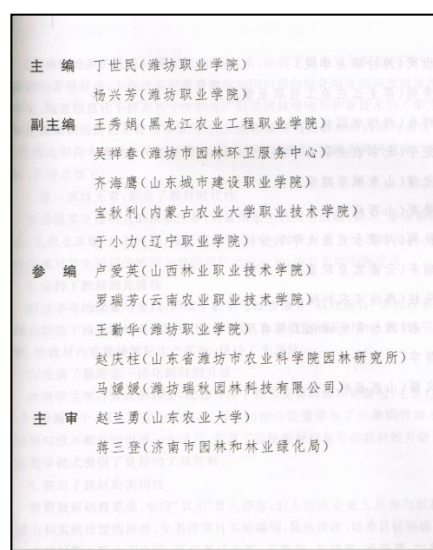 主 编 丁世民(潍坊职业学院)
杨兴芳(潍坊职业学院)
副主编 王秀娟(黑龙江农业工程职业学院)
吴祥春(潍坊市园林环卫服务中心)
齐海鹰(山东城市建设职业学院)
宝秋利(内蒙古农业大学职业技术学院)
于小力(辽宁职业学院)
参 编 卢爱英(山西林业职业技术学院)
罗瑞芳(云南农业职业技术学院)
王勤华(潍坊职业学院)
赵庆柱(山东省潍坊市农业科学院园林研究所)
马媛媛(潍坊瑞秋园林科技有限公司)
主 审 赵兰勇(山东农业大学)
蒋三登(济南市园林和林业绿化局)